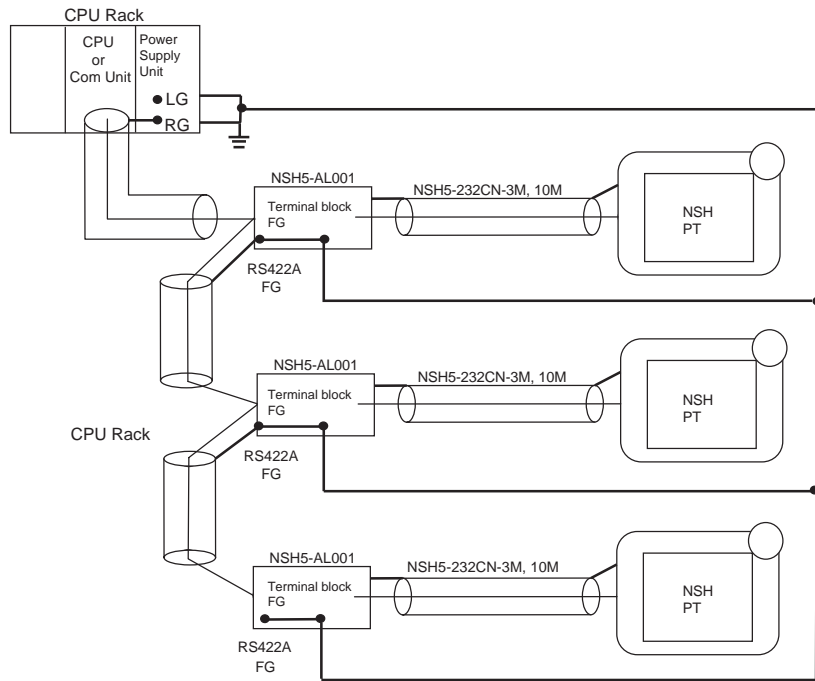 CPU Rack
CPU
or
Com Unit
Power
Supply
Unit
LG
RG
NSH5-AL001
Terminal block
FG
RS422A
FG
NSH5-232CN-3M, 10M
NSH
PT
NSH5-AL001
Terminal block
FG
RS422A
FG
NSH5-232CN-3M, 10M
NSH
PT
CPU Rack
NSH5-AL001
Terminal block
FG
RS422A
FG
NSH5-232CN-3M, 10M
NSH
PT